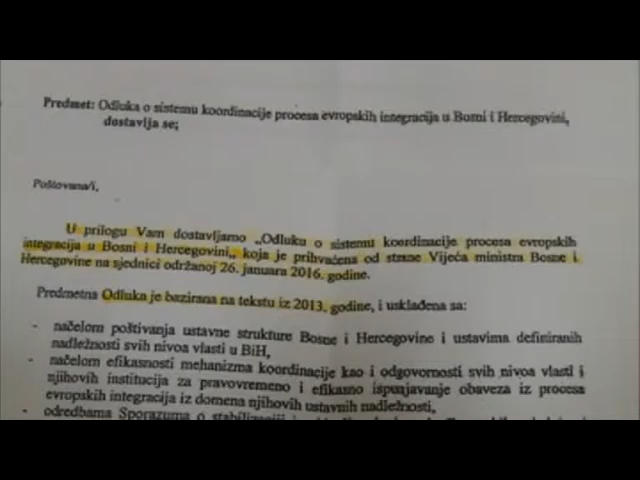 Predmet: Odluka o sistemu koordinacije procesa evropskih integracija u Bosni i Hercegovini,
dostavlja se;
Poštovana/i,
U prilogu Vam dostavljamo „Odluku o sistemu koordinacije procesa evropskih
integracija u Bosni i Hercegovini„, koja je prihvaćena od strane Vijeća ministra Bosne i
Hercegovine na sjednici održanoj 26. januara 2016. godine.
Predmetna Odluka je bazirana na tekstu iz 2013. godine, i usklađena sa:
- načelom poštivanja ustavne strukture Bosne i Hercegovine i ustavima definiranih
nadležnosti svih nivoa vlasti u BiH,
- načelom efikasnosti mehanizma koordinacije kao i odgovornosti svih nivoa vlasti i
njihovih institucija za pravovremeno i efikasno ispunjavanje obaveza iz procesa
evropskih integracija iz domena njihovih ustavnih nadležnosti,
- odredbama Sporazuma o